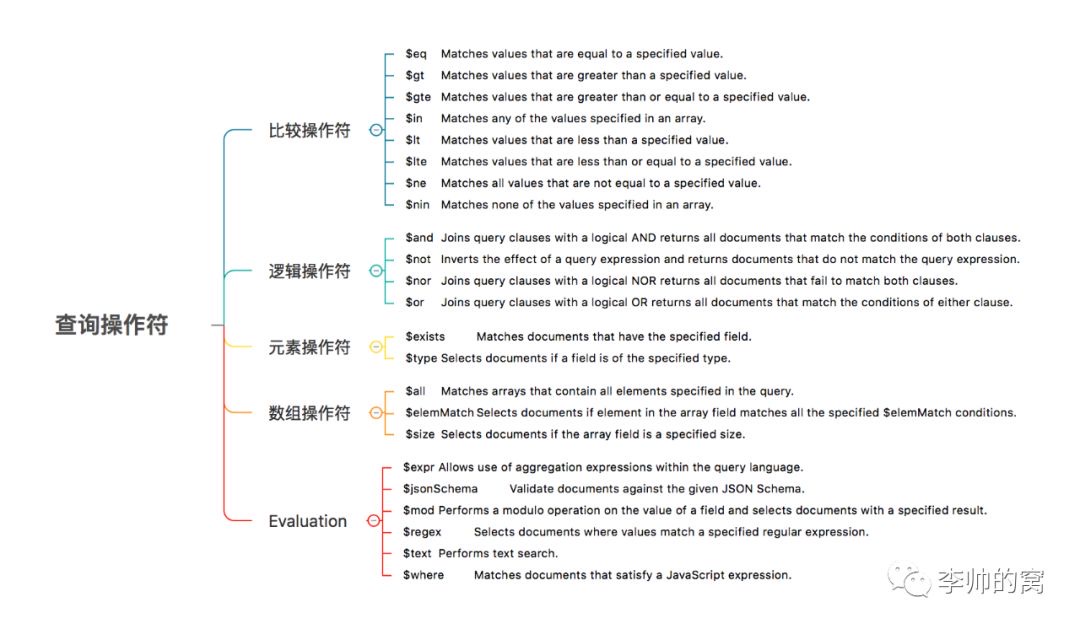 查询操作符
比较操作符
$eq Matches values that are equal to a specified value.
$gt Matches values that are greater than a specified value.
$gte Matches values that are greater than or equal to a specified value.
$in Matches any of the values specified in an array.
$lt Matches values that are less than a specified value.
$lte Matches values that are less than or equal to a specified value.
$ne Matches all values that are not equal to a specified value.
$nin Matches none of the values specified in an array.
逻辑操作符
$and Joins query clauses with a logical AND returns all documents that match the conditions of both clauses.
$not Inverts the effect of a query expression and returns documents that do not match the query expression.
$nor Joins query clauses with a logical NOR returns all documents that fail to match both clauses.
$or Joins query clauses with a logical OR returns all documents that match the conditions of either clause.
元素操作符
$exists Matches documents that have the specified field.
$type Selects documents if a field is of the specified type.
数组操作符
$all Matches arrays that contain all elements specified in the query.
$elemMatch Selects documents if element in the array field matches all the specified $elemMatch conditions.
$size Selects documents if the array field is a specified size.
Evaluation
$expr Allows use of aggregation expressions within the query language.
$jsonSchema Validate documents against the given JSON Schema.
$mod Performs a modulo operation on the value of a field and selects documents with a specified result.
$regex Selects documents where values match a specified regular expression.
$text Performs text search.
$where Matches documents that satisfy a JavaScript expression.
李帅的窝